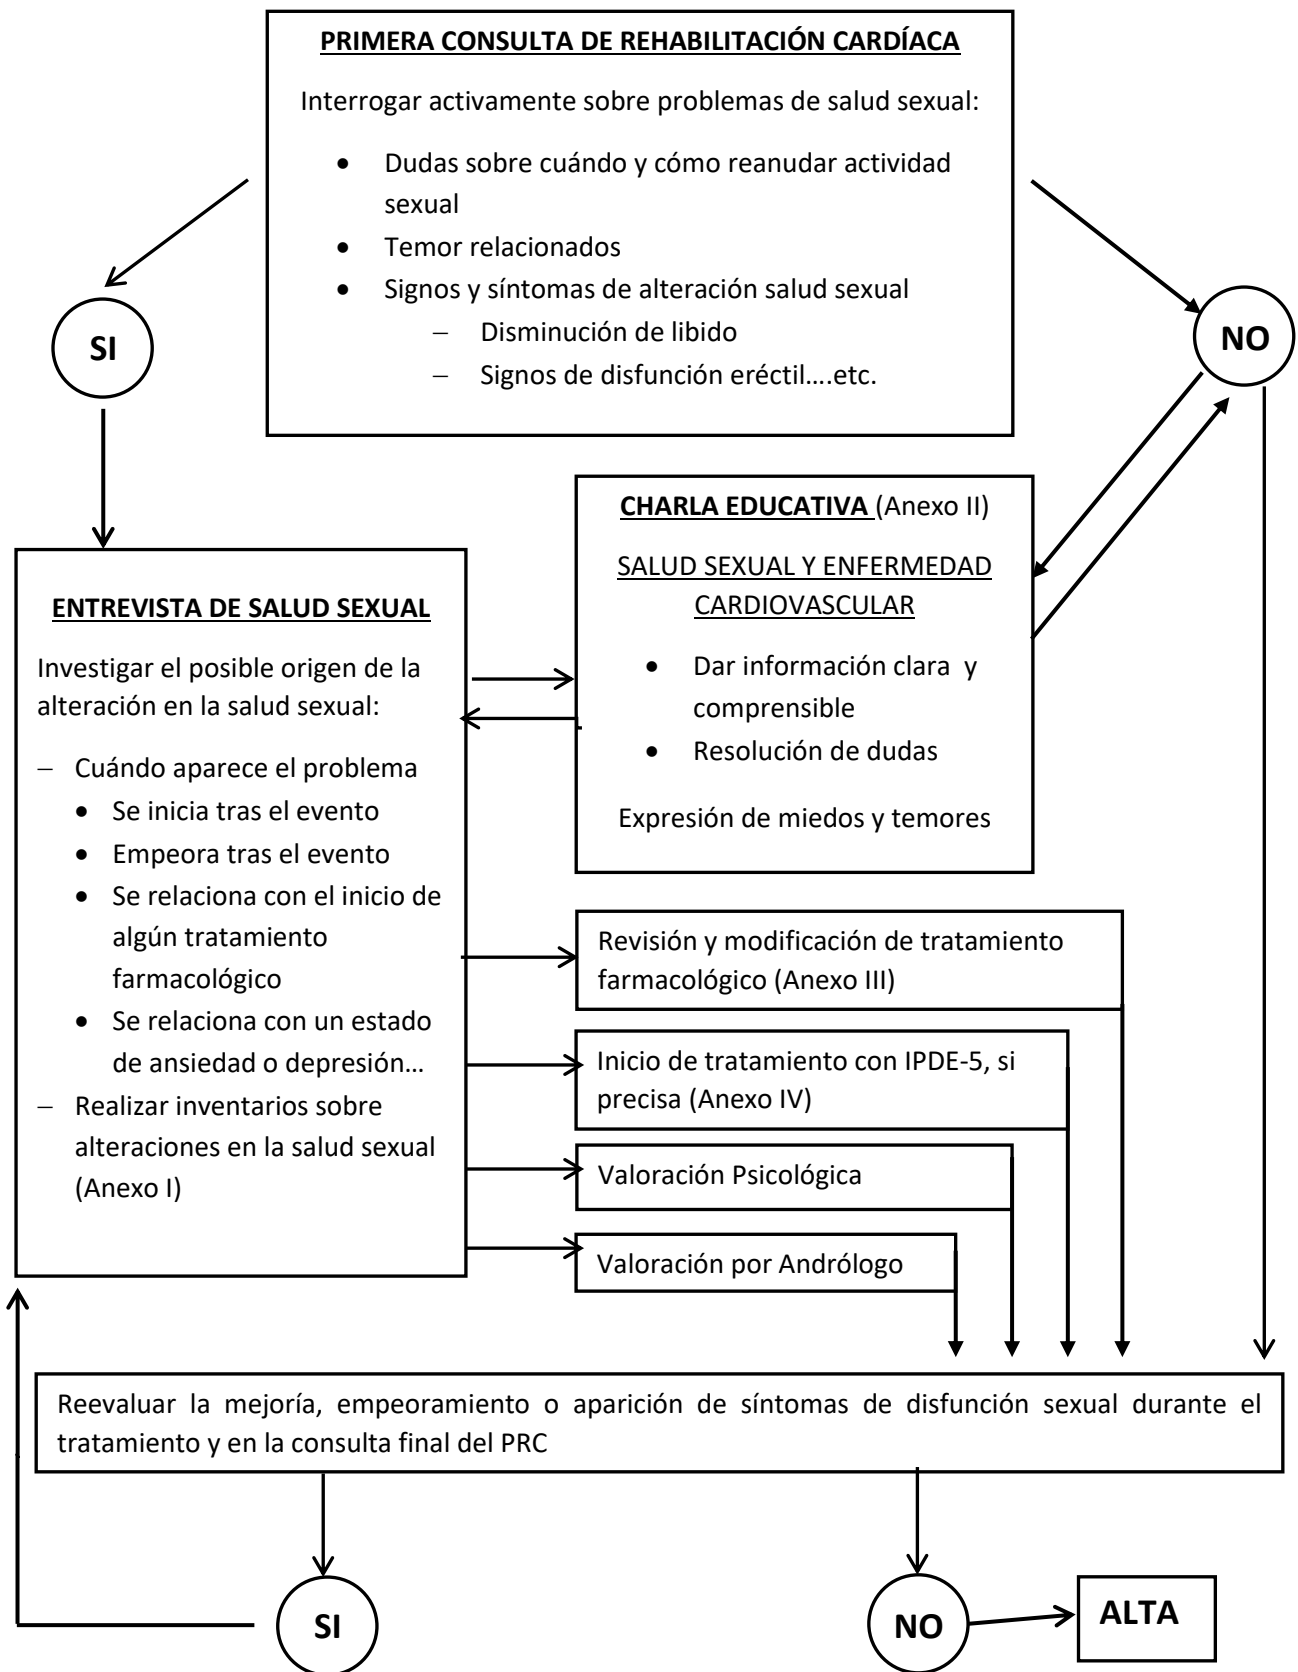 PRIMERA CONSULTA DE REHABILITACIÓN CARDÍACA
Interrogar activamente sobre problemas de salud sexual:
• Dudas sobre cuándo y cómo reanudar actividad
sexual
• Temor relacionados
• Signos y síntomas de alteración salud sexual
– Disminución de libido
– Signos de disfunción eréctil….etc.
SI
NO
CHARLA EDUCATIVA (Anexo II)
SALUD SEXUAL Y ENFERMEDAD
CARDIOVASCULAR
• Dar información clara y
comprensible
• Resolución de dudas
Expresión de miedos y temores
ENTREVISTA DE SALUD SEXUAL
Investigar el posible origen de la
alteración en la salud sexual:
– Cuándo aparece el problema
• Se inicia tras el evento
• Empeora tras el evento
• Se relaciona con el inicio de
algún tratamiento
farmacológico
• Se relaciona con un estado
de ansiedad o depresión…
– Realizar inventarios sobre
alteraciones en la salud sexual
(Anexo I)
Revisión y modificación de tratamiento
farmacológico (Anexo III)
Inicio de tratamiento con IPDE-5, si
precisa (Anexo IV)
Valoración Psicológica
Valoración por Andrólogo
Reevaluar la mejoría, empeoramiento o aparición de síntomas de disfunción sexual durante el
tratamiento y en la consulta final del PRC
SI
NO
ALTA